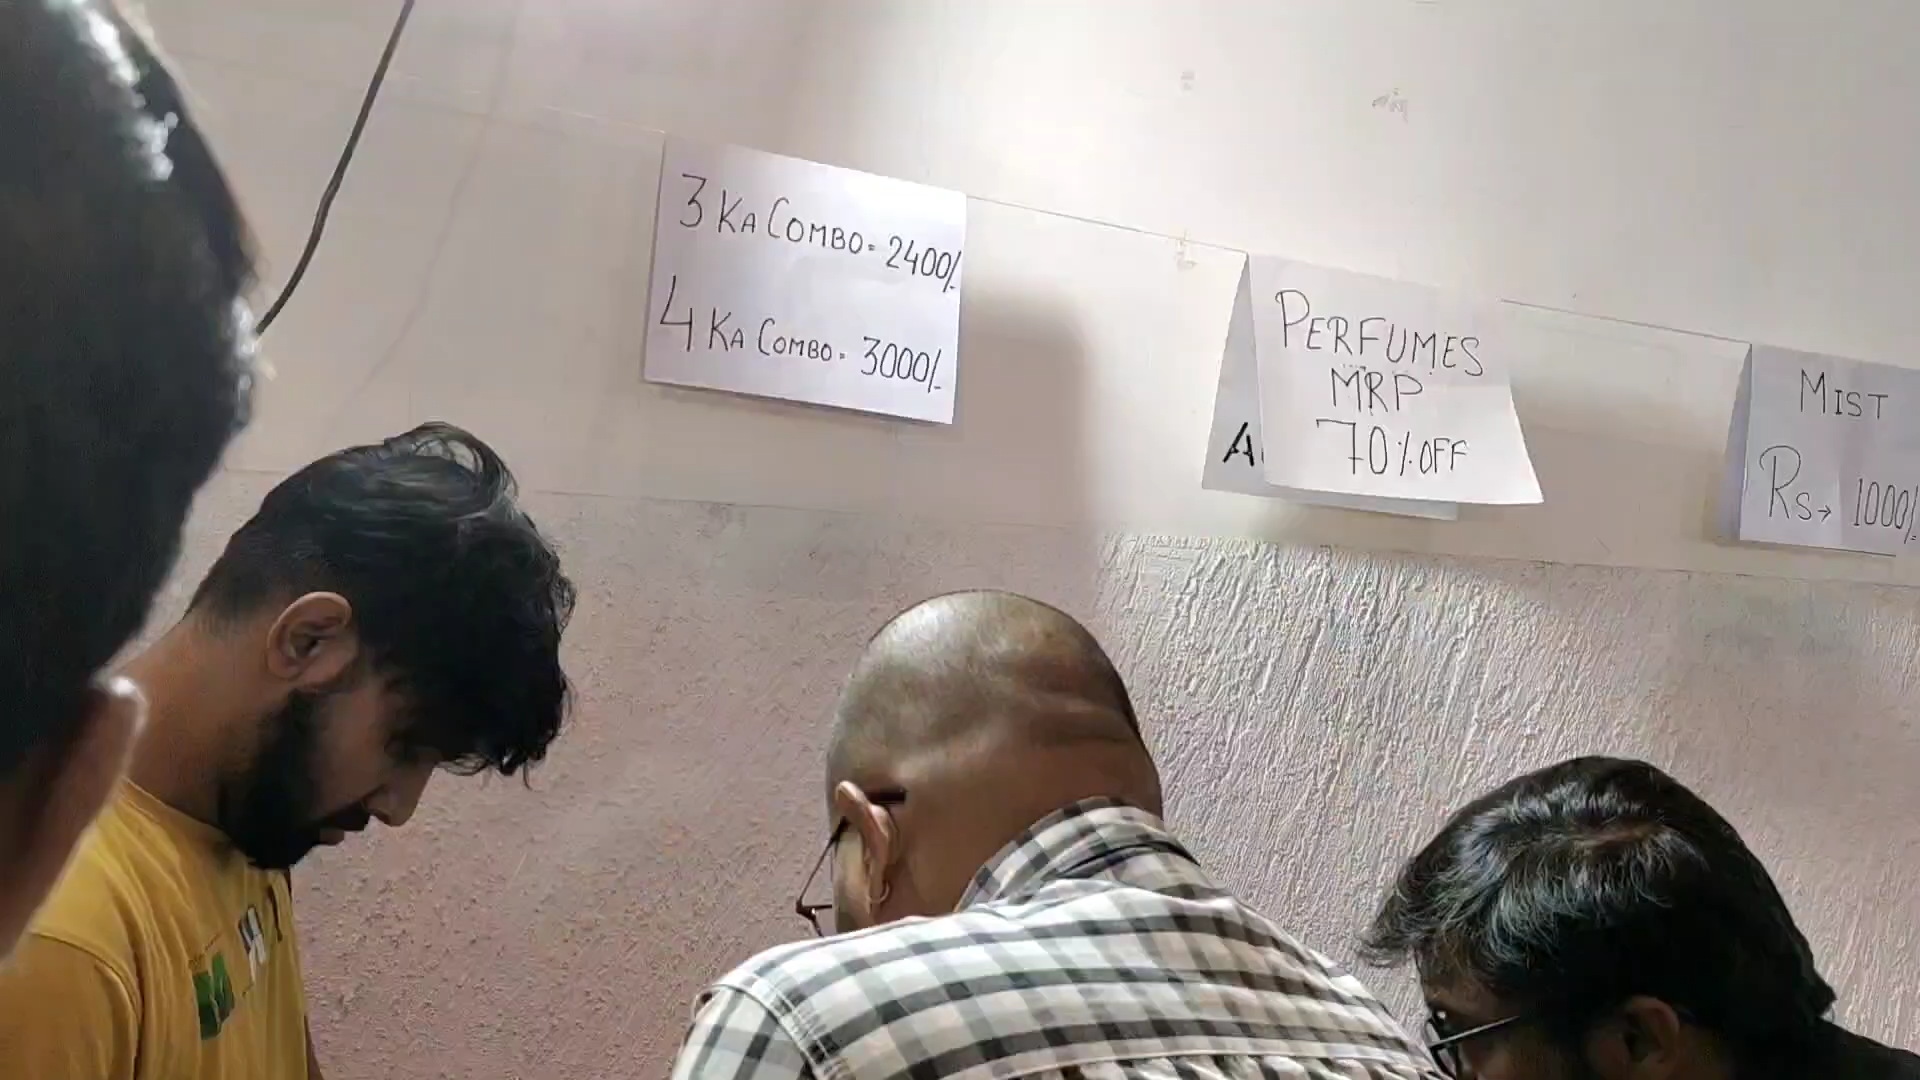 3 KA COMBO = 2400/-
4 KA COMBO = 3000/-
PERFUMES
MRP
70% OFF
A
MIST
RS→ 1000/-